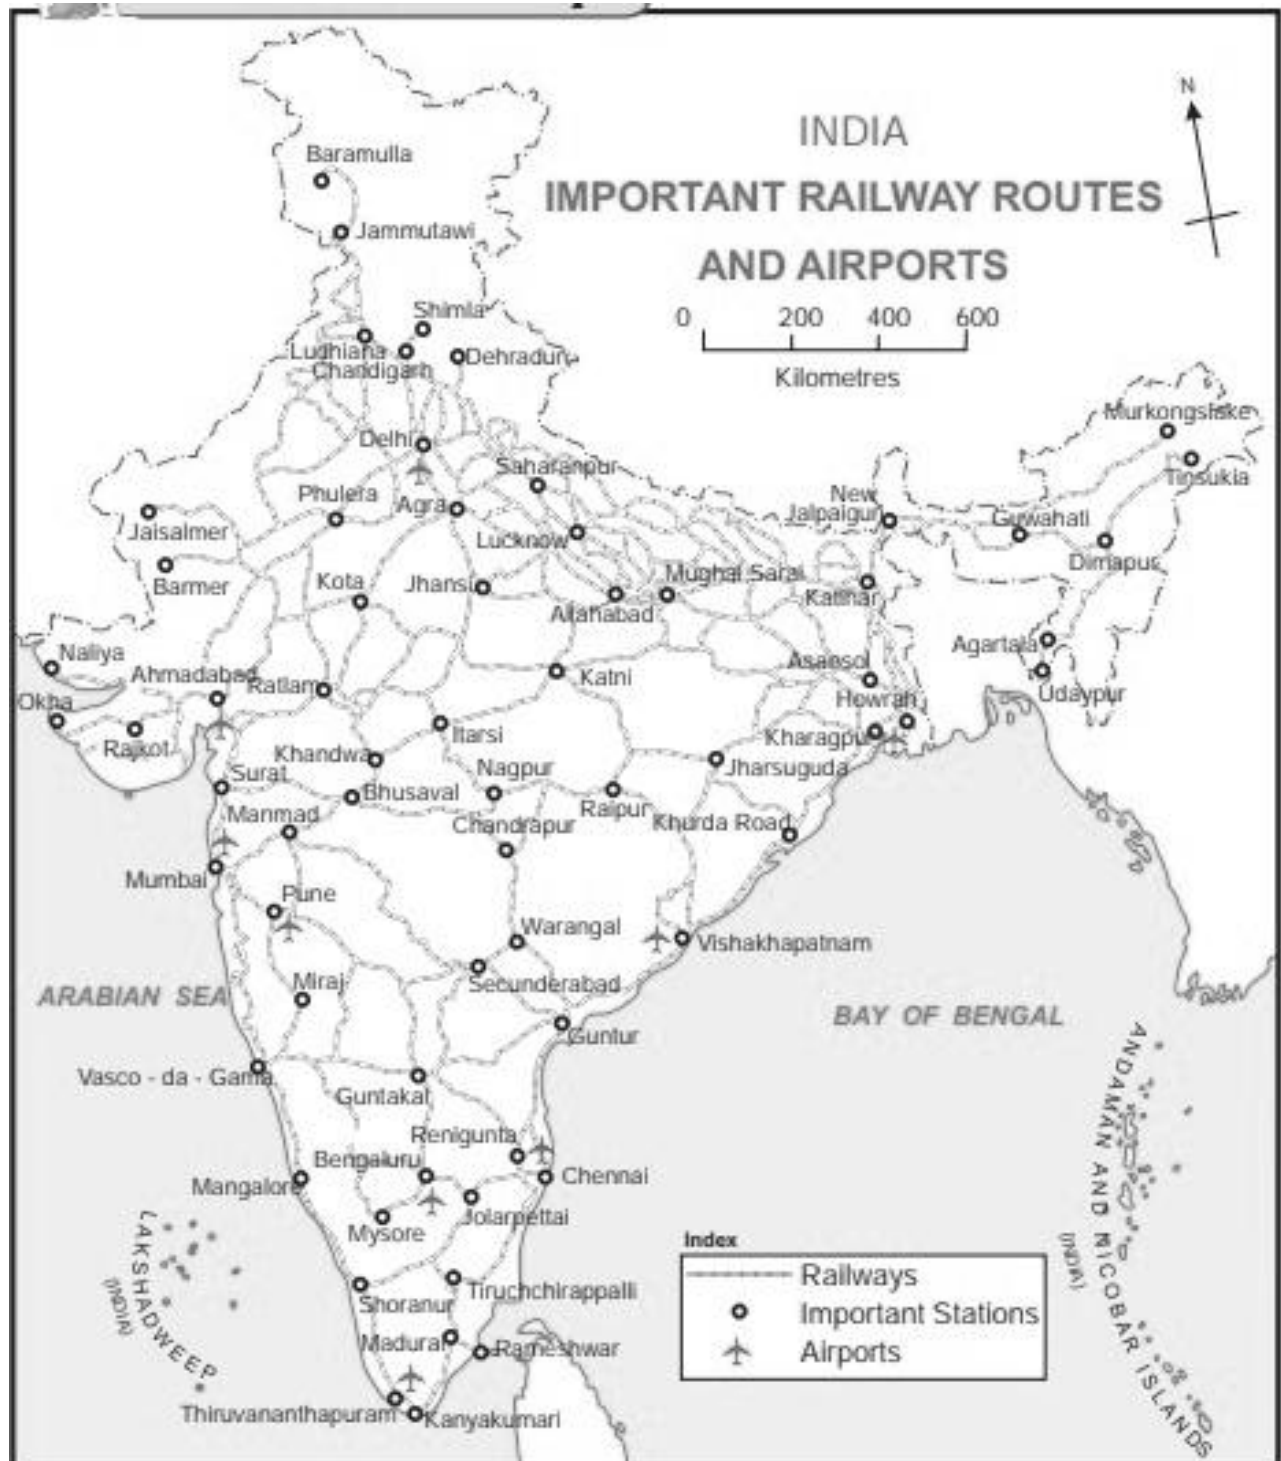 N
INDIA
IMPORTANT RAILWAY ROUTES
AND AIRPORTS
0 200 400 600
Kilometres
Baramulla
Jammutawi
Shimla
Ludhiana
Chandigarh
Dehradun
Murkongslske
Delhi
Saharanpur
Tinsukia
Phulera
Agra
New
Jalpaiguri
Guwahati
Jaisalmer
Lucknow
Dimapur
Barmer
Kota
Jhansi
Mughal Sarai
Allahabad
Katihar
Naliya
Agartala
Ahmadabad
Ratlam
Katni
Asansol
Udaypur
Okha
Howrah
Rajkot
Itarsi
Kharagpur
Khandwa
Jharsuguda
Surat
Nagpur
Bhusaval
Raipur
Manmad
Chandrapur
Khurda Road
Mumbai
Pune
Warangal
Vishakhapatnam
Miraj
Secunderabad
ARABIAN SEA
BAY OF BENGAL
Guntur
Vasco - da - Gama
Guntakal
Renigunta
Bengaluru
Chennai
Mangalore
Jolarpettai
Mysore
LAKSHADWEEP
(INDIA)
ANDAMAN AND NICOBAR ISLANDS
(INDIA)
Shoranur
Tiruchchirappalli
Madurai
Rameshwar
Thiruvananthapuram
Kanyakumari
Index
Railways
Important Stations
Airports